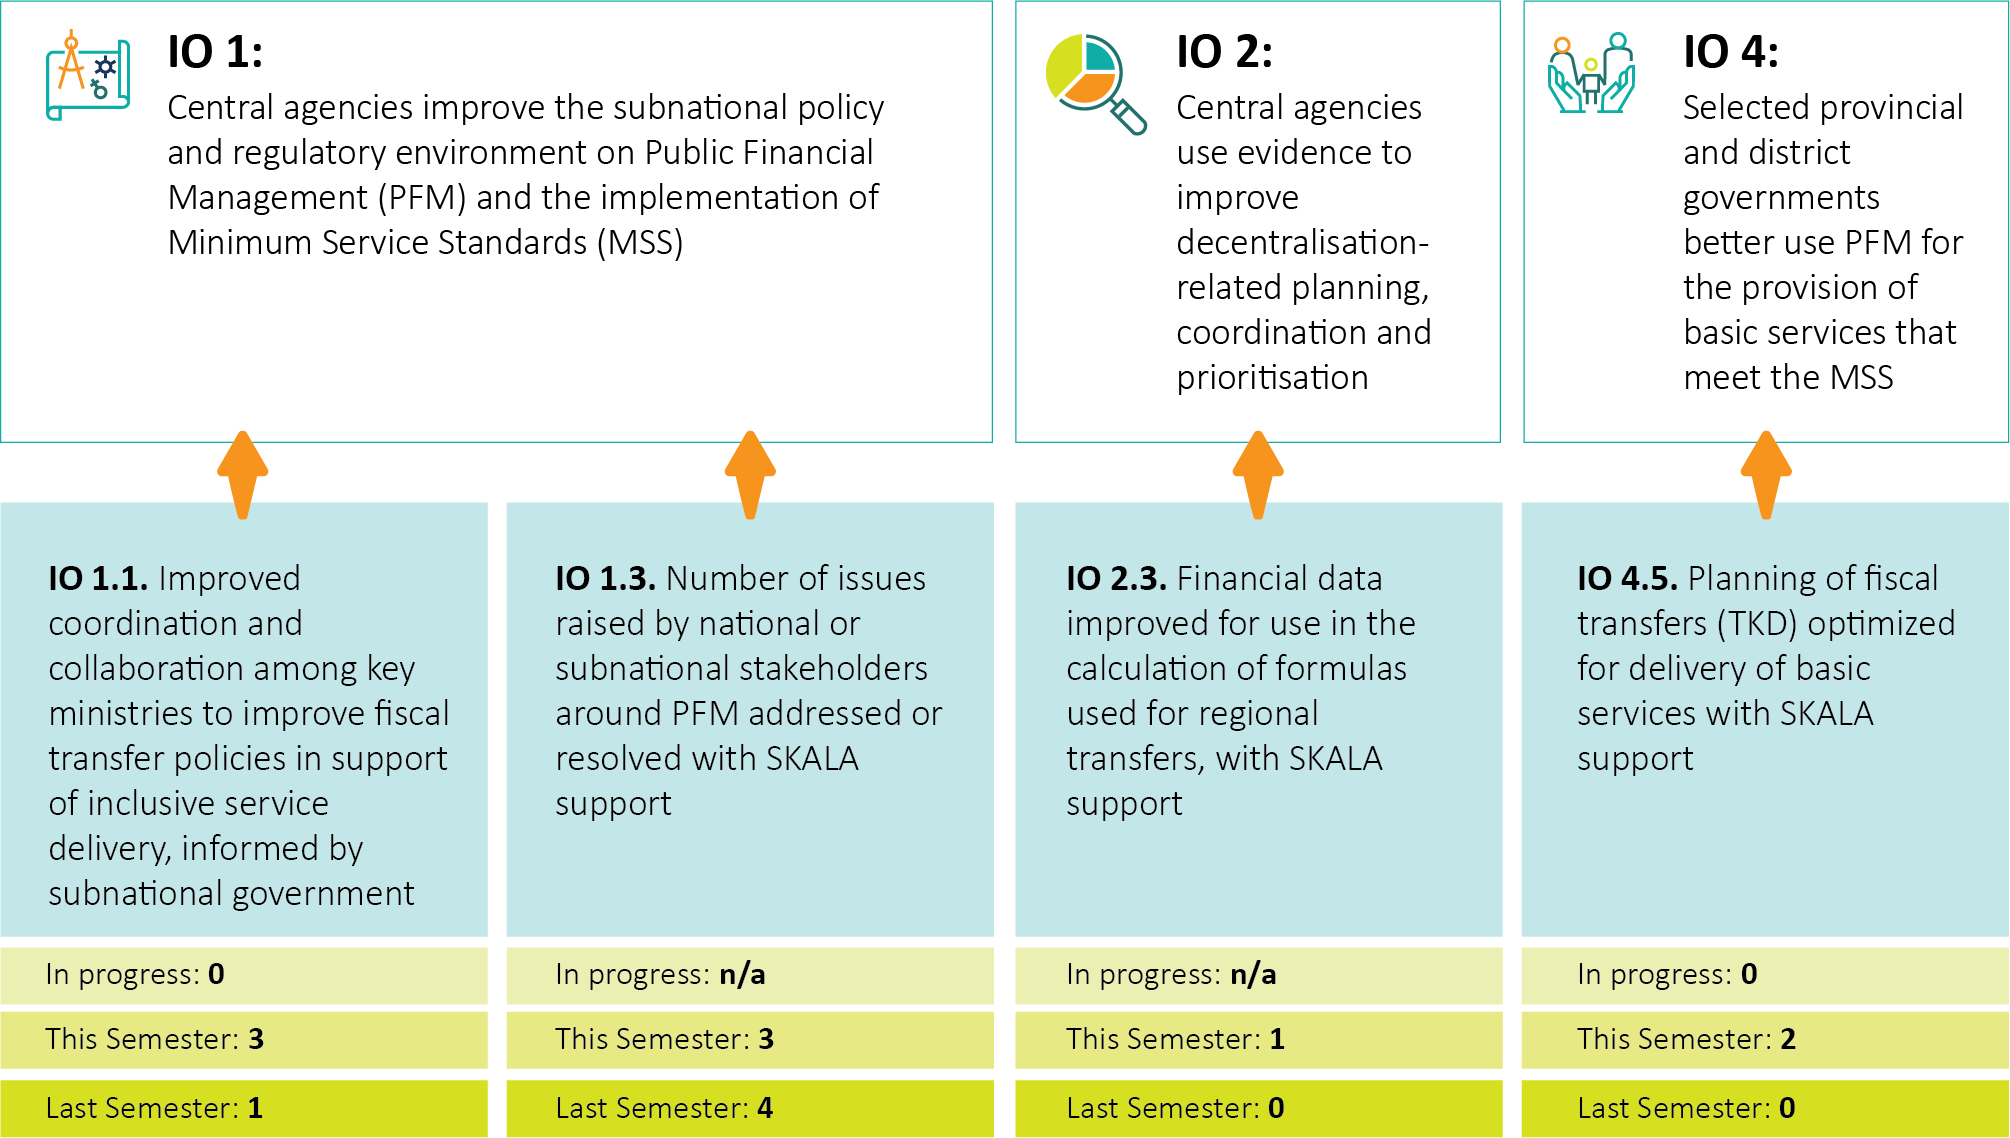 IO 1:
Central agencies improve the subnational policy
and regulatory environment on Public Financial
Management (PFM) and the implementation of
Minimum Service Standards (MSS)
IO 2:
Central agencies
use evidence to
improve
decentralisation-
related planning,
coordination and
prioritisation
IO 4:
Selected provincial
and district
governments
better use PFM for
the provision of
basic services that
meet the MSS
IO 1.1. Improved
coordination and
collaboration among key
ministries to improve fiscal
transfer policies in support
of inclusive service
delivery, informed by
subnational government
In progress: 0
This Semester: 3
Last Semester: 1
IO 1.3. Number of issues
raised by national or
subnational stakeholders
around PFM addressed or
resolved with SKALA
support
In progress: n/a
This Semester: 3
Last Semester: 4
IO 2.3. Financial data
improved for use in the
calculation of formulas
used for regional
transfers, with SKALA
support
In progress: n/a
This Semester: 1
Last Semester: 0
IO 4.5. Planning of fiscal
transfers (TKD) optimized
for delivery of basic
services with SKALA
support
In progress: 0
This Semester: 2
Last Semester: 0